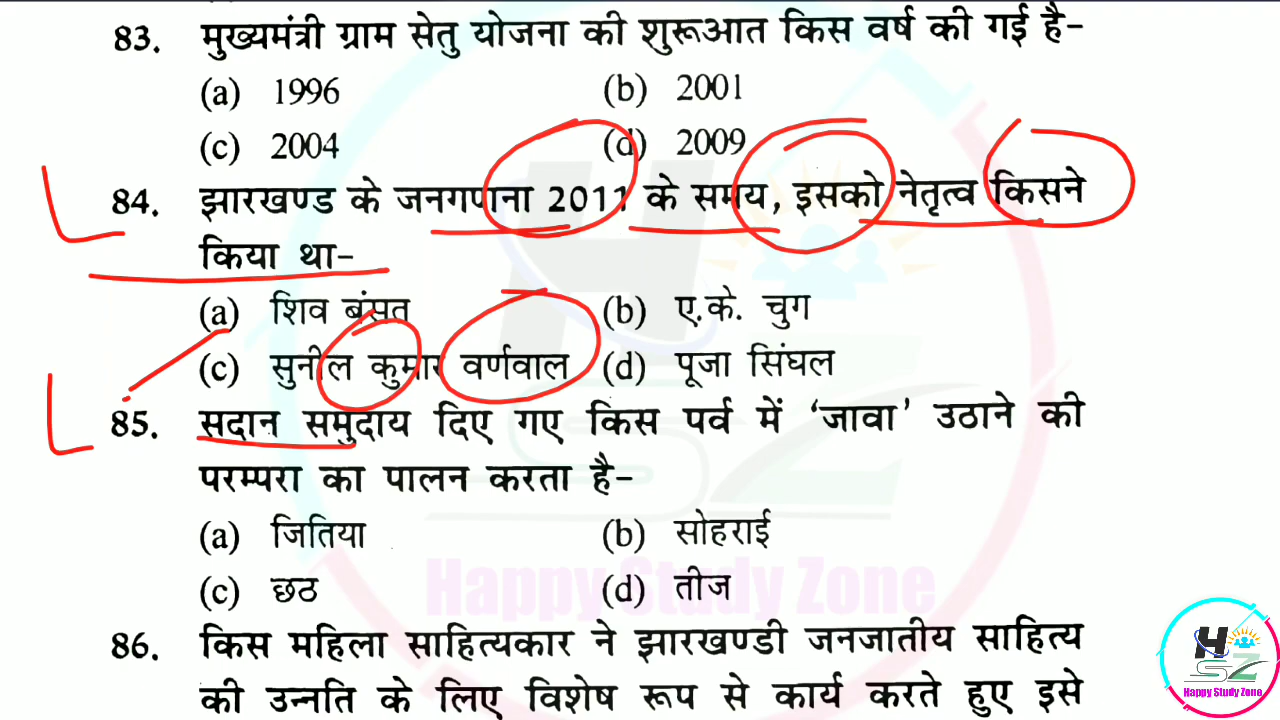 83. मुख्यमंत्री ग्राम सेतु योजना की शुरूआत किस वर्ष की गई है-
(a) 1996 (b) 2001
(c) 2004 (d) 2009
84. झारखण्ड के जनगणना 2011 के समय, इसको नेतृत्व किसने
किया था-
(a) शिव बंसत (b) ए.के. चुग
(c) सुनील कुमार वर्णवाल (d) पूजा सिंघल
85. सदान समुदाय दिए गए किस पर्व में 'जावा' उठाने की
परम्परा का पालन करता है-
(a) जितिया (b) सोहराई
(c) छठ (d) तीज
Happy Study Zone
86. किस महिला साहित्यकार ने झारखण्डी जनजातीय साहित्य
की उन्नति के लिए विशेष रूप से कार्य करते हुए इसे
HSZ
Happy Study Zone